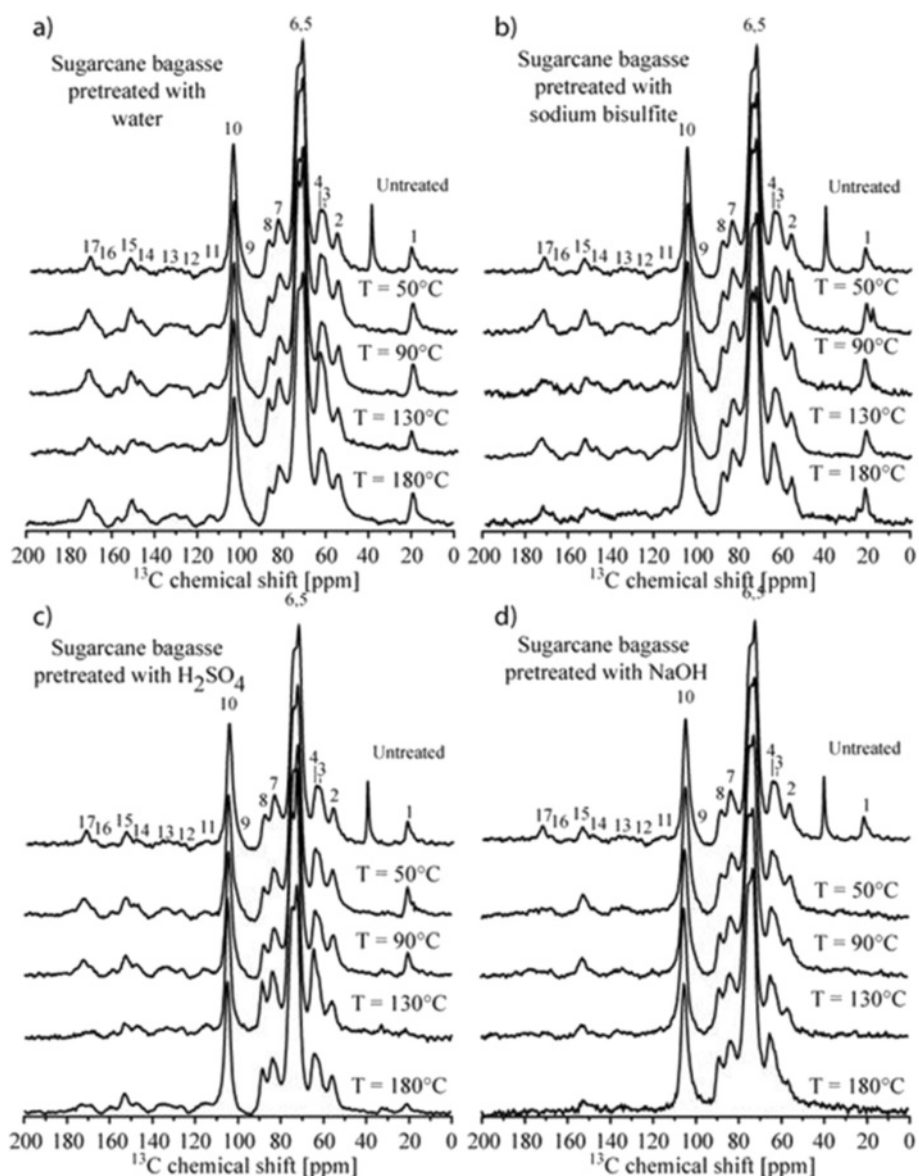 a)
6,5
Sugarcane bagasse
pretreated with
water
10
Untreated
4
3
7
8
2
1
17 16 15 14 13 12 11
9
T = 50°C
T = 90°C
T = 130°C
T = 180°C
200 180 160 140 120 100 80 60 40 20 0
¹³C chemical shift [ppm]
b)
6,5
Sugarcane bagasse
pretreated with
sodium bisulfite
10
Untreated
4
3
7
8
2
1
17 16 15 14 13 12 11
9
T = 50°C
T = 90°C
T = 130°C
T = 180°C
200 180 160 140 120 100 80 60 40 20 0
¹³C chemical shift [ppm]
c)
6,5
Sugarcane bagasse
pretreated with H₂SO₄
10
Untreated
4
3
7
8
2
1
17 16 15 14 13 12 11
9
T = 50°C
T = 90°C
T = 130°C
T = 180°C
200 180 160 140 120 100 80 60 40 20 0
¹³C chemical shift [ppm]
d)
6,5
Sugarcane bagasse
pretreated with NaOH
10
Untreated
4
3
7
8
2
1
17 16 15 14 13 12 11
9
T = 50°C
T = 90°C
T = 130°C
T = 180°C
200 180 160 140 120 100 80 60 40 20 0
¹³C chemical shift [ppm]